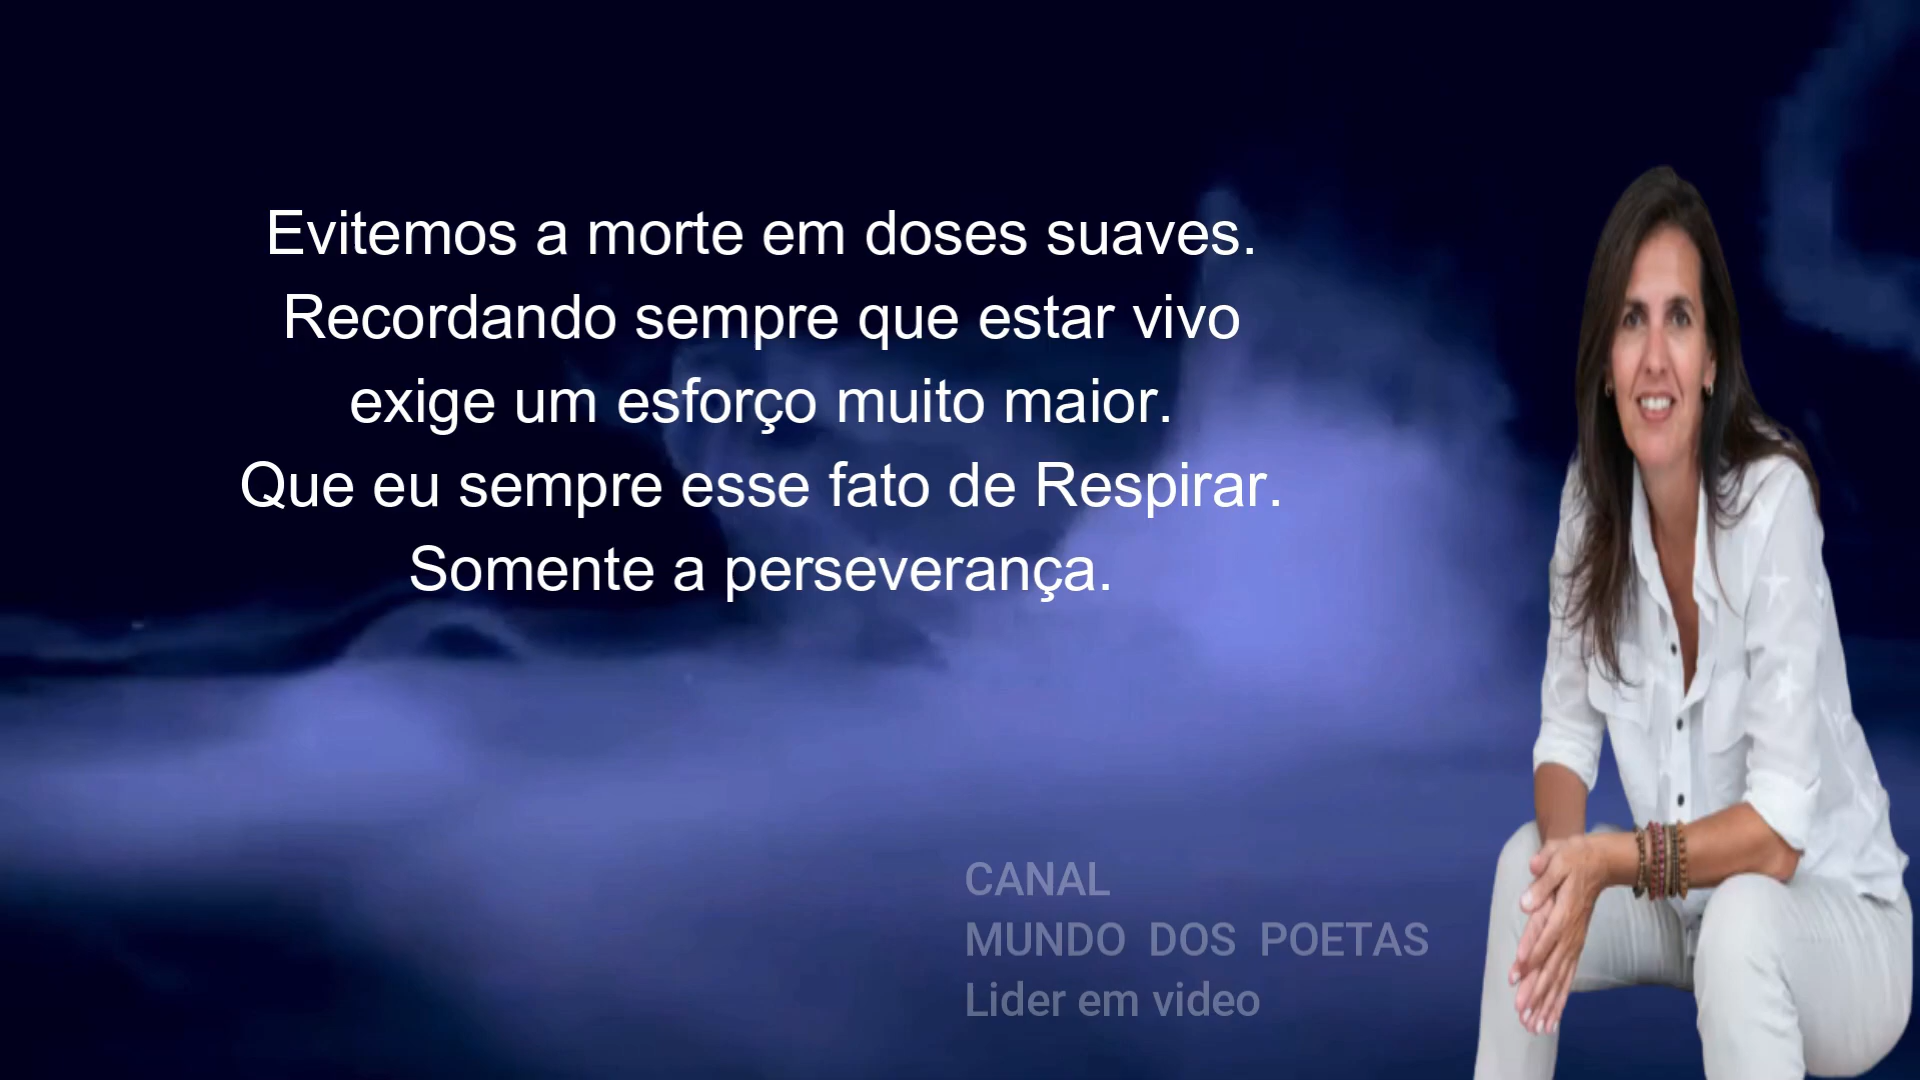 Evitemos a morte em doses suaves.
Recordando sempre que estar vivo
exige um esforço muito maior.
Que eu sempre esse fato de Respirar.
Somente a perseverança.
CANAL
MUNDO DOS POETAS
Lider em video